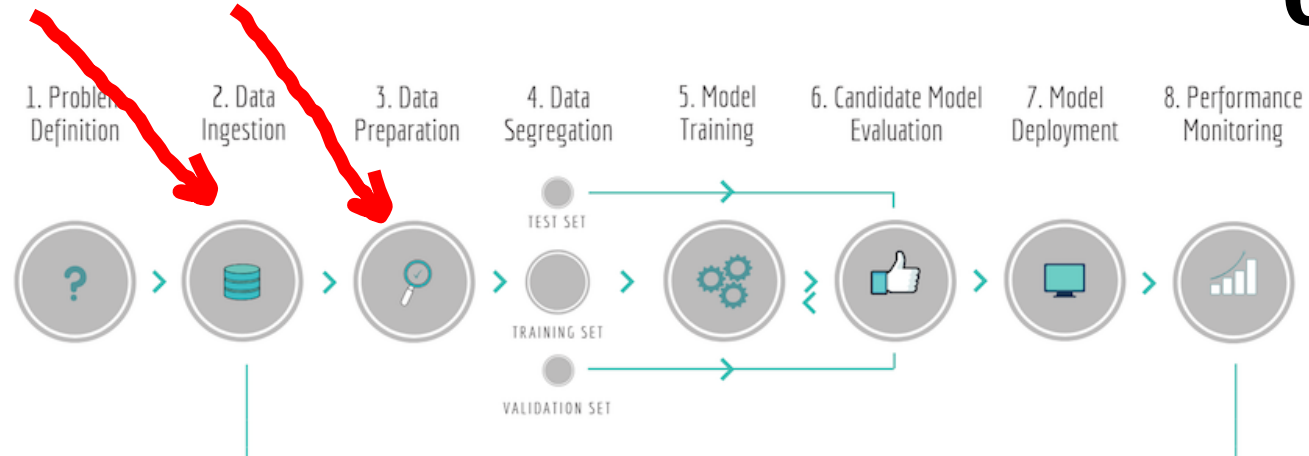 1. Problem
Definition
2. Data
Ingestion
3. Data
Preparation
4. Data
Segregation
5. Model
Training
6. Candidate Model
Evaluation
7. Model
Deployment
8. Performance
Monitoring
TEST SET
TRAINING SET
VALIDATION SET